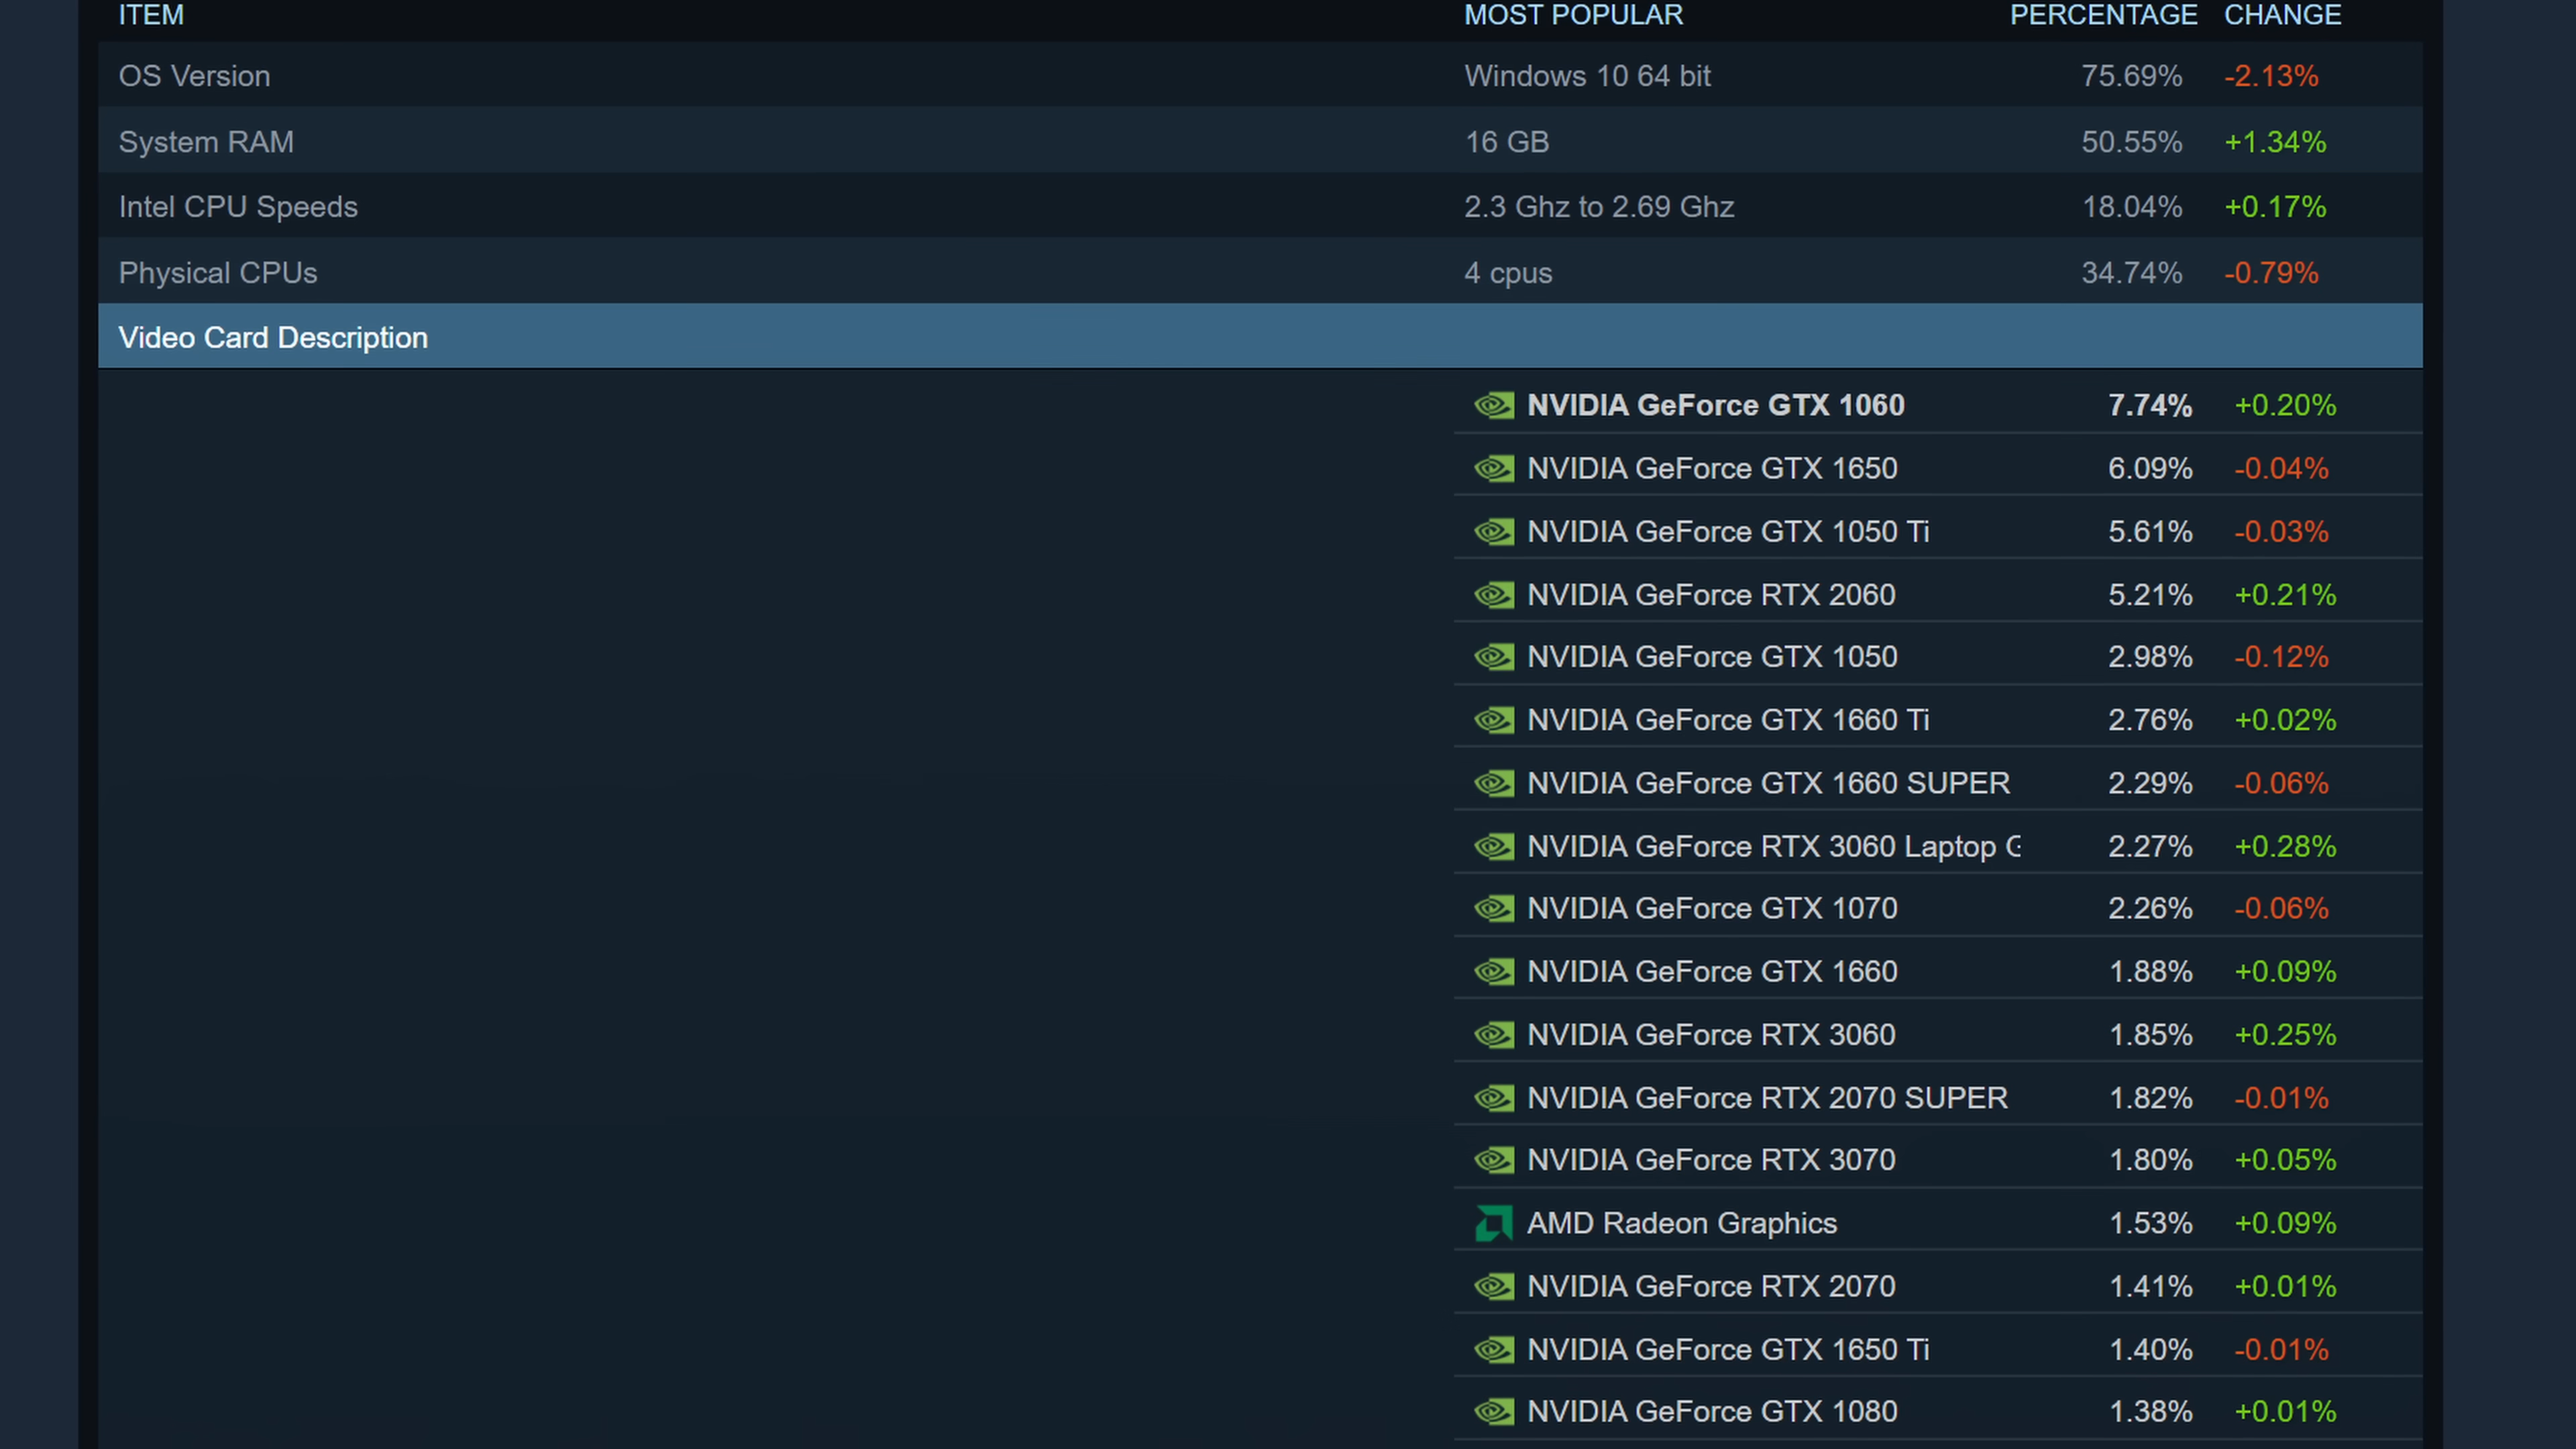 ITEM MOST POPULAR PERCENTAGE CHANGE
OS Version Windows 10 64 bit 75.69% -2.13%
System RAM 16 GB 50.55% +1.34%
Intel CPU Speeds 2.3 Ghz to 2.69 Ghz 18.04% +0.17%
Physical CPUs 4 cpus 34.74% -0.79%
Video Card Description
NVIDIA GeForce GTX 1060 7.74% +0.20%
NVIDIA GeForce GTX 1650 6.09% -0.04%
NVIDIA GeForce GTX 1050 Ti 5.61% -0.03%
NVIDIA GeForce RTX 2060 5.21% +0.21%
NVIDIA GeForce GTX 1050 2.98% -0.12%
NVIDIA GeForce GTX 1660 Ti 2.76% +0.02%
NVIDIA GeForce GTX 1660 SUPER 2.29% -0.06%
NVIDIA GeForce RTX 3060 Laptop G 2.27% +0.28%
NVIDIA GeForce GTX 1070 2.26% -0.06%
NVIDIA GeForce GTX 1660 1.88% +0.09%
NVIDIA GeForce RTX 3060 1.85% +0.25%
NVIDIA GeForce RTX 2070 SUPER 1.82% -0.01%
NVIDIA GeForce RTX 3070 1.80% +0.05%
AMD Radeon Graphics 1.53% +0.09%
NVIDIA GeForce RTX 2070 1.41% +0.01%
NVIDIA GeForce GTX 1650 Ti 1.40% -0.01%
NVIDIA GeForce GTX 1080 1.38% +0.01%